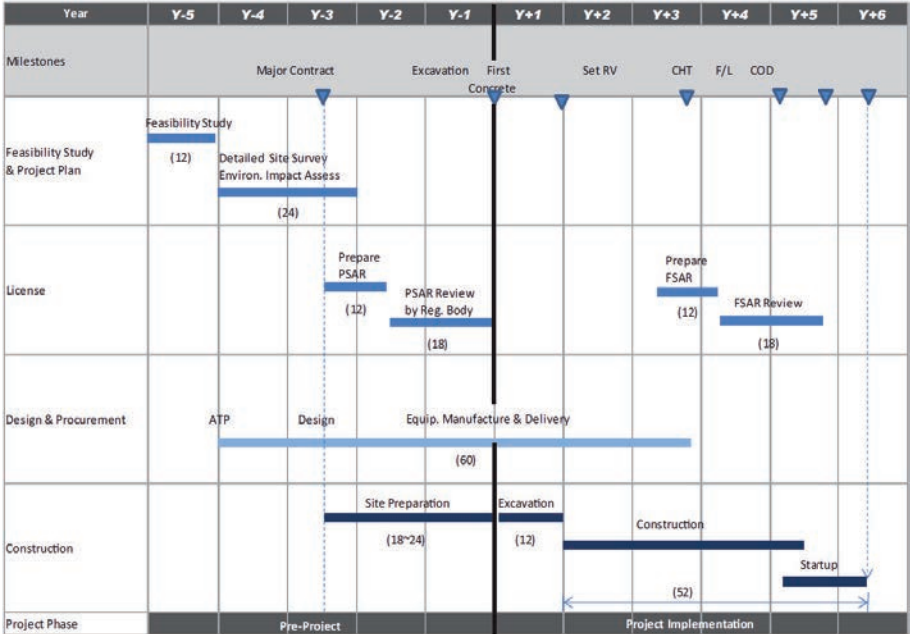 Year Y-5 Y-4 Y-3 Y-2 Y-1 Y+1 Y+2 Y+3 Y+4 Y+5 Y+6
Milestones
Major Contract Excavation First Set RV CHT F/L COD
Concrete
Feasibility Study
& Project Plan
Feasibility Study
(12)
Detailed Site Survey
Environ. Impact Assess
(24)
License
Prepare
PSAR
(12)
PSAR Review
by Reg. Body
(18)
Prepare
FSAR
(12)
FSAR Review
(18)
Design & Procurement
ATP Design Equip. Manufacture & Delivery
(60)
Construction
Site Preparation
(18~24)
Excavation
(12)
Construction
Startup
(52)
Project Phase Pre-Project Project Implementation